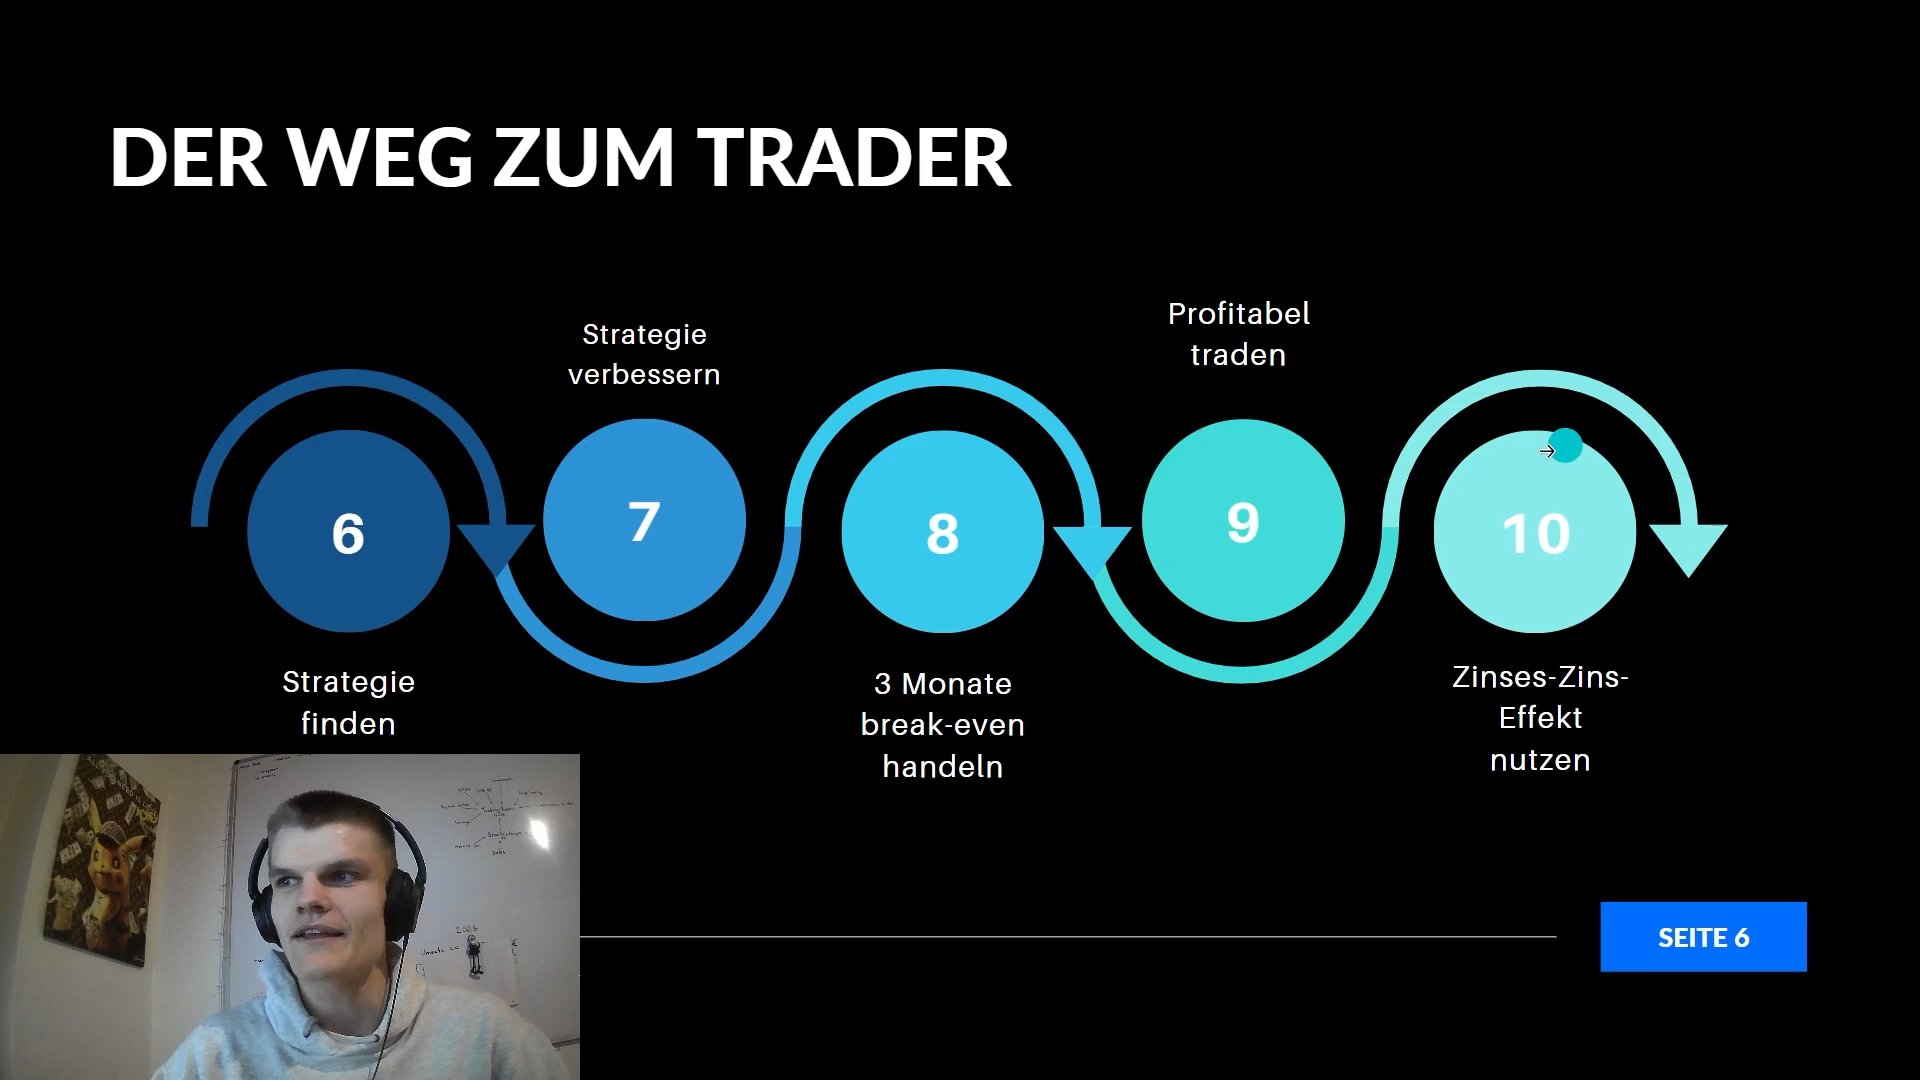 DER WEG ZUM TRADER
Strategie
verbessern
Profitabel
traden
6
7
8
9
10
Strategie
finden
3 Monate
break-even
handeln
Zinses-Zins-
Effekt
nutzen
2025
SEITE 6